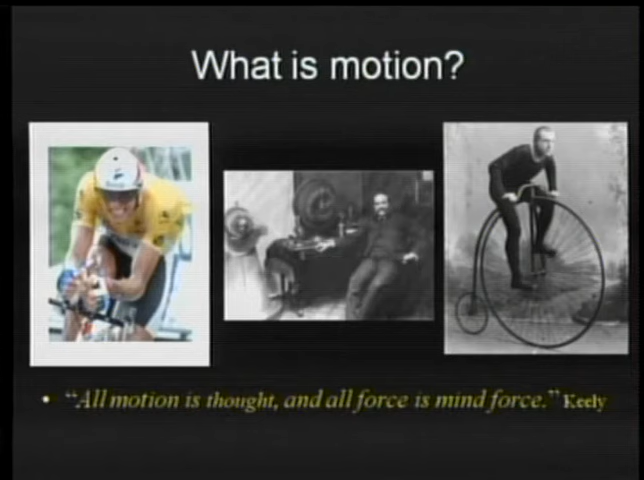 What is motion?
• “All motion is thought, and all force is mind force.” Keely